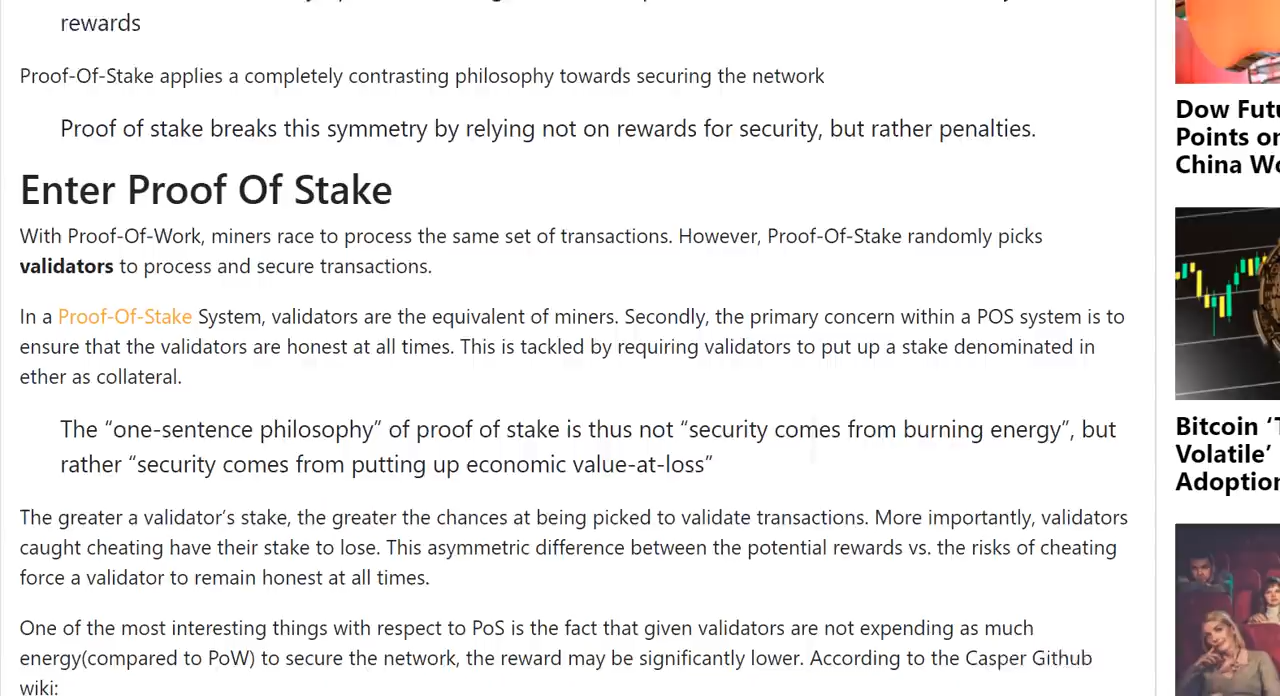 rewards
Proof-Of-Stake applies a completely contrasting philosophy towards securing the network
Proof of stake breaks this symmetry by relying not on rewards for security, but rather penalties.
Enter Proof Of Stake
With Proof-Of-Work, miners race to process the same set of transactions. However, Proof-Of-Stake randomly picks
validators to process and secure transactions.
In a Proof-Of-Stake System, validators are the equivalent of miners. Secondly, the primary concern within a POS system is to
ensure that the validators are honest at all times. This is tackled by requiring validators to put up a stake denominated in
ether as collateral.
The “one-sentence philosophy” of proof of stake is thus not “security comes from burning energy”, but
rather “security comes from putting up economic value-at-loss”
The greater a validator’s stake, the greater the chances at being picked to validate transactions. More importantly, validators
caught cheating have their stake to lose. This asymmetric difference between the potential rewards vs. the risks of cheating
force a validator to remain honest at all times.
One of the most interesting things with respect to PoS is the fact that given validators are not expending as much
energy(compared to PoW) to secure the network, the reward may be significantly lower. According to the Casper Github
wiki:
Dow Futu
Points on
China Wo
Bitcoin ‘T
Volatile’
Adoption